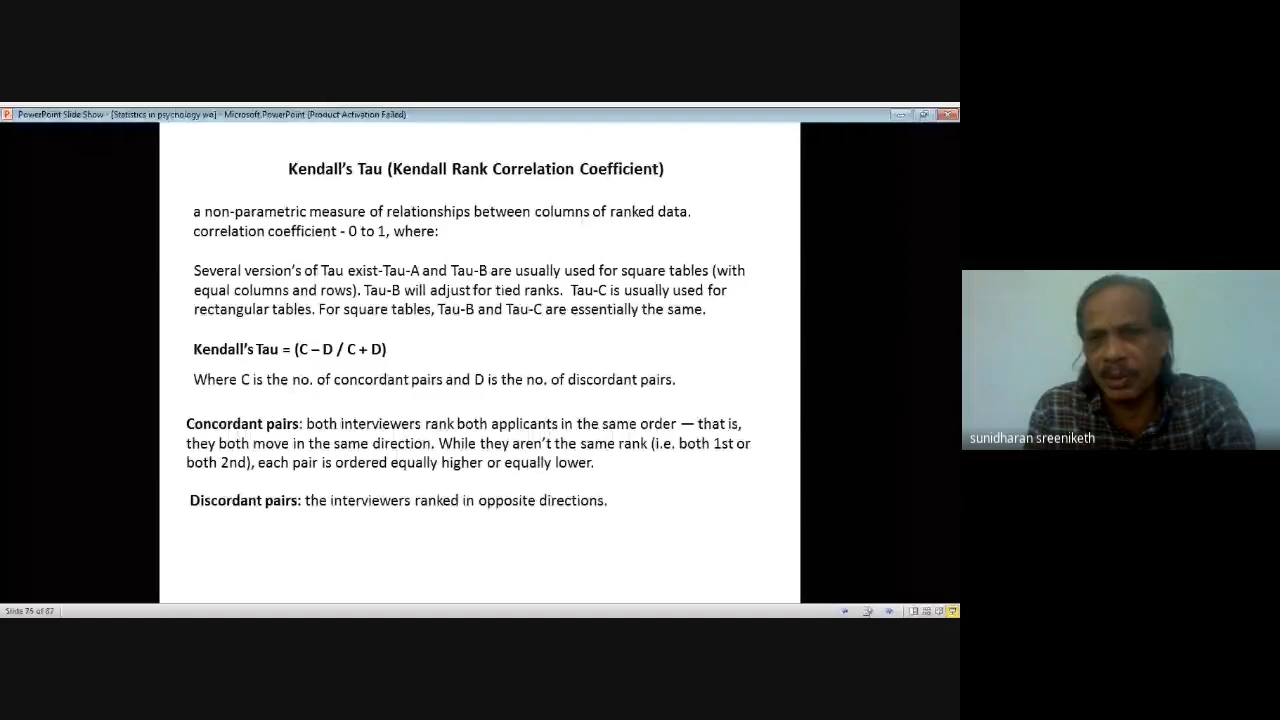 PowerPoint Slide Show - [Statistics in psychology wo] - Microsoft PowerPoint (Product Activation Failed)
Kendall's Tau (Kendall Rank Correlation Coefficient)
a non-parametric measure of relationships between columns of ranked data.
correlation coefficient - 0 to 1, where:
Several version's of Tau exist-Tau-A and Tau-B are usually used for square tables (with
equal columns and rows). Tau-B will adjust for tied ranks. Tau-C is usually used for
rectangular tables. For square tables, Tau-B and Tau-C are essentially the same.
Kendall's Tau = (C – D / C + D)
Where C is the no. of concordant pairs and D is the no. of discordant pairs.
Concordant pairs: both interviewers rank both applicants in the same order — that is,
they both move in the same direction. While they aren't the same rank (i.e. both 1st or
both 2nd), each pair is ordered equally higher or equally lower.
Discordant pairs: the interviewers ranked in opposite directions.
sunidharan sreeniketh
Slide 75 of 87